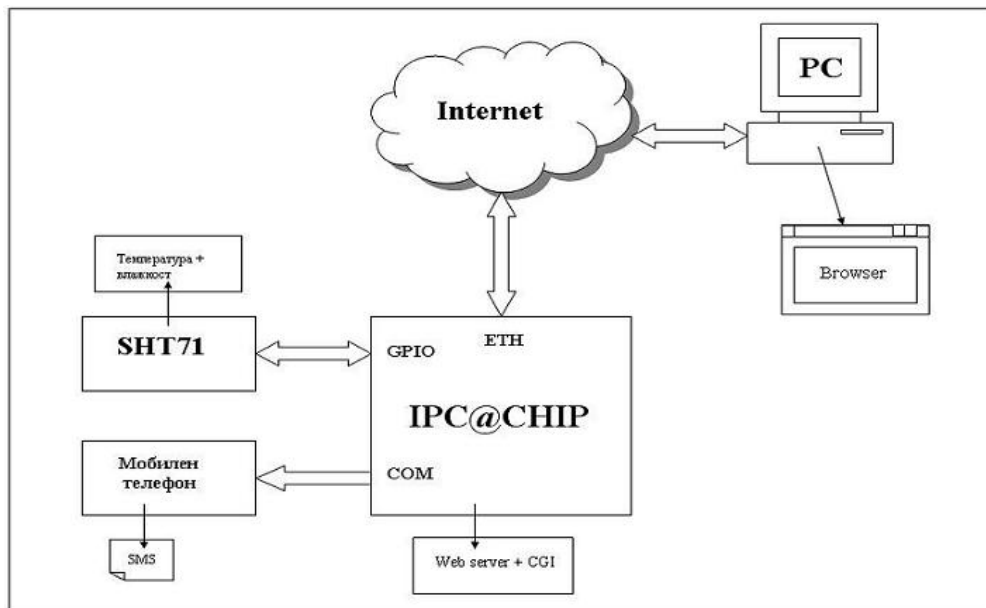 Internet
PC
Browser
Температура +
влажност
SHT71
GPIO
ETH
IPC@CHIP
COM
Мобилен
телефон
SMS
Web server + CGI